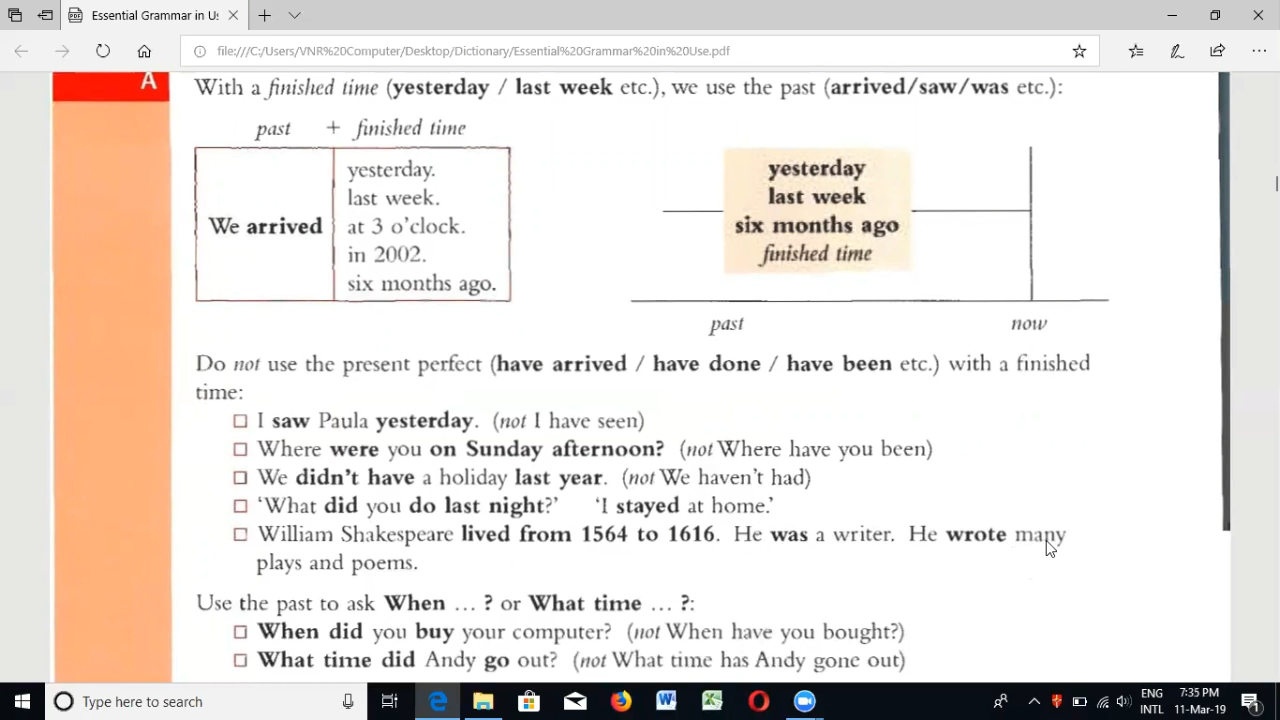 Essential Grammar in U
file:///C:/Users/VNR%20Computer/Desktop/Dictionary/Essential%20Grammar%20in%20Use.pdf
A
With a finished time (yesterday / last week etc.), we use the past (arrived/saw/was etc.):
past + finished time
We arrived
yesterday.
last week.
at 3 o'clock.
in 2002.
six months ago.
yesterday
last week
six months ago
finished time
past
now
Do not use the present perfect (have arrived / have done / have been etc.) with a finished
time:
I saw Paula yesterday. (not I have seen)
Where were you on Sunday afternoon? (not Where have you been)
We didn't have a holiday last year. (not We haven't had)
'What did you do last night?' 'I stayed at home.'
William Shakespeare lived from 1564 to 1616. He was a writer. He wrote many
plays and poems.
Use the past to ask When ... ? or What time ... ?:
When did you buy your computer? (not When have you bought?)
What time did Andy go out? (not What time has Andy gone out)
Type here to search
ENG
INTL
7:35 PM
11-Mar-19
1